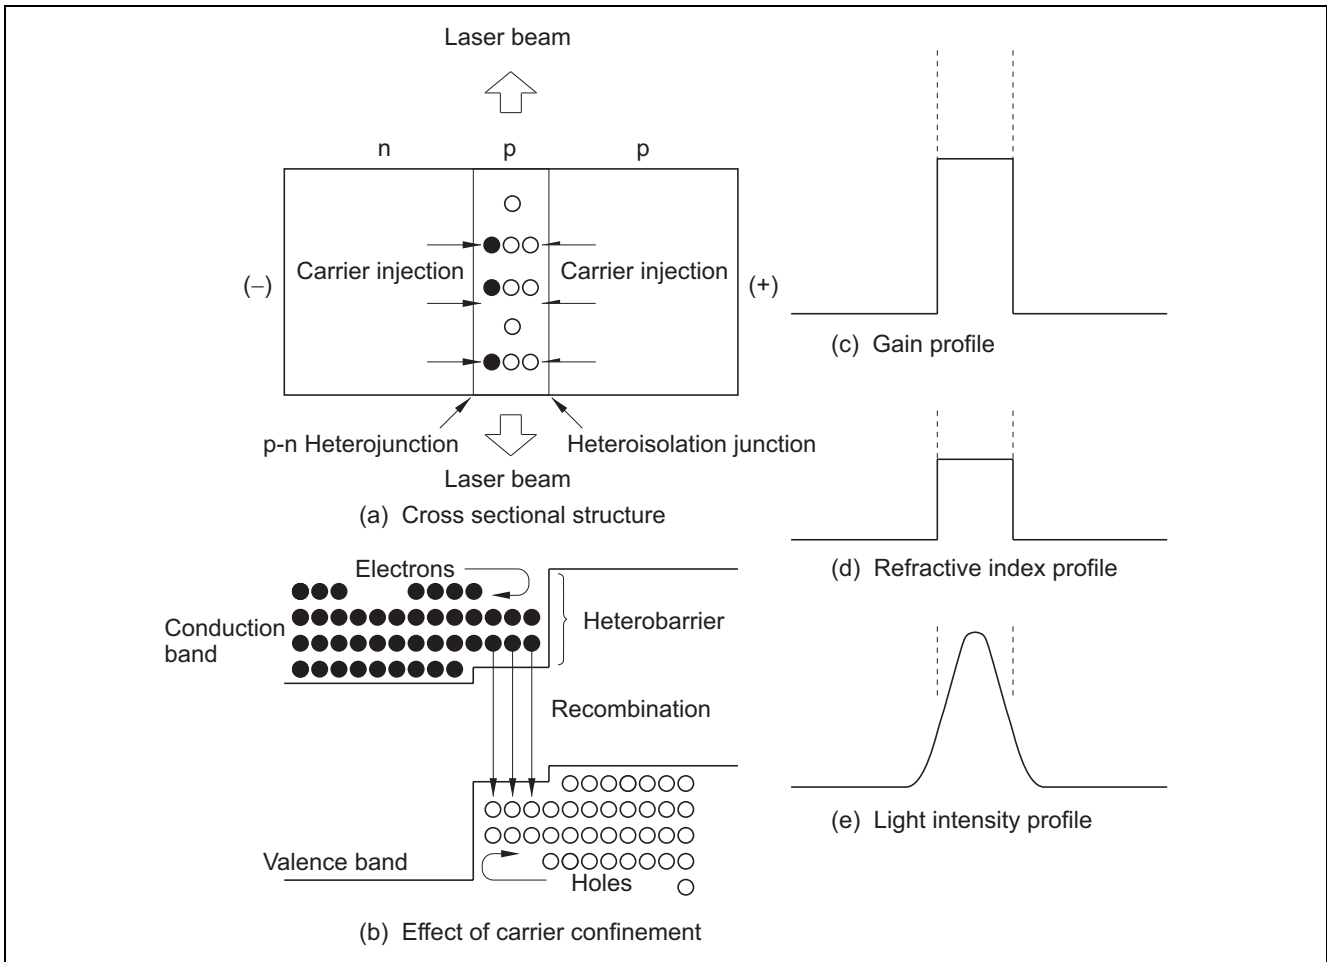 Laser beam
n p p
(−) Carrier injection Carrier injection (+)
p-n Heterojunction Heteroisolation junction
Laser beam
(a) Cross sectional structure
Electrons
Conduction
band
Heterobarrier
Recombination
Valence band
Holes
(b) Effect of carrier confinement
(c) Gain profile
(d) Refractive index profile
(e) Light intensity profile